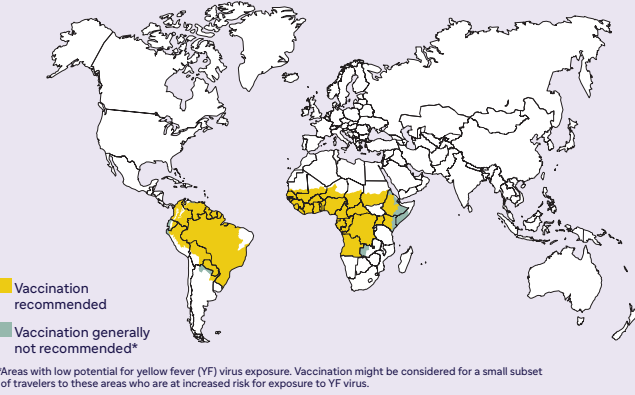 Vaccination
recommended
Vaccination generally
not recommended*
*Areas with low potential for yellow fever (YF) virus exposure. Vaccination might be considered for a small subset
of travelers to these areas who are at increased risk for exposure to YF virus.